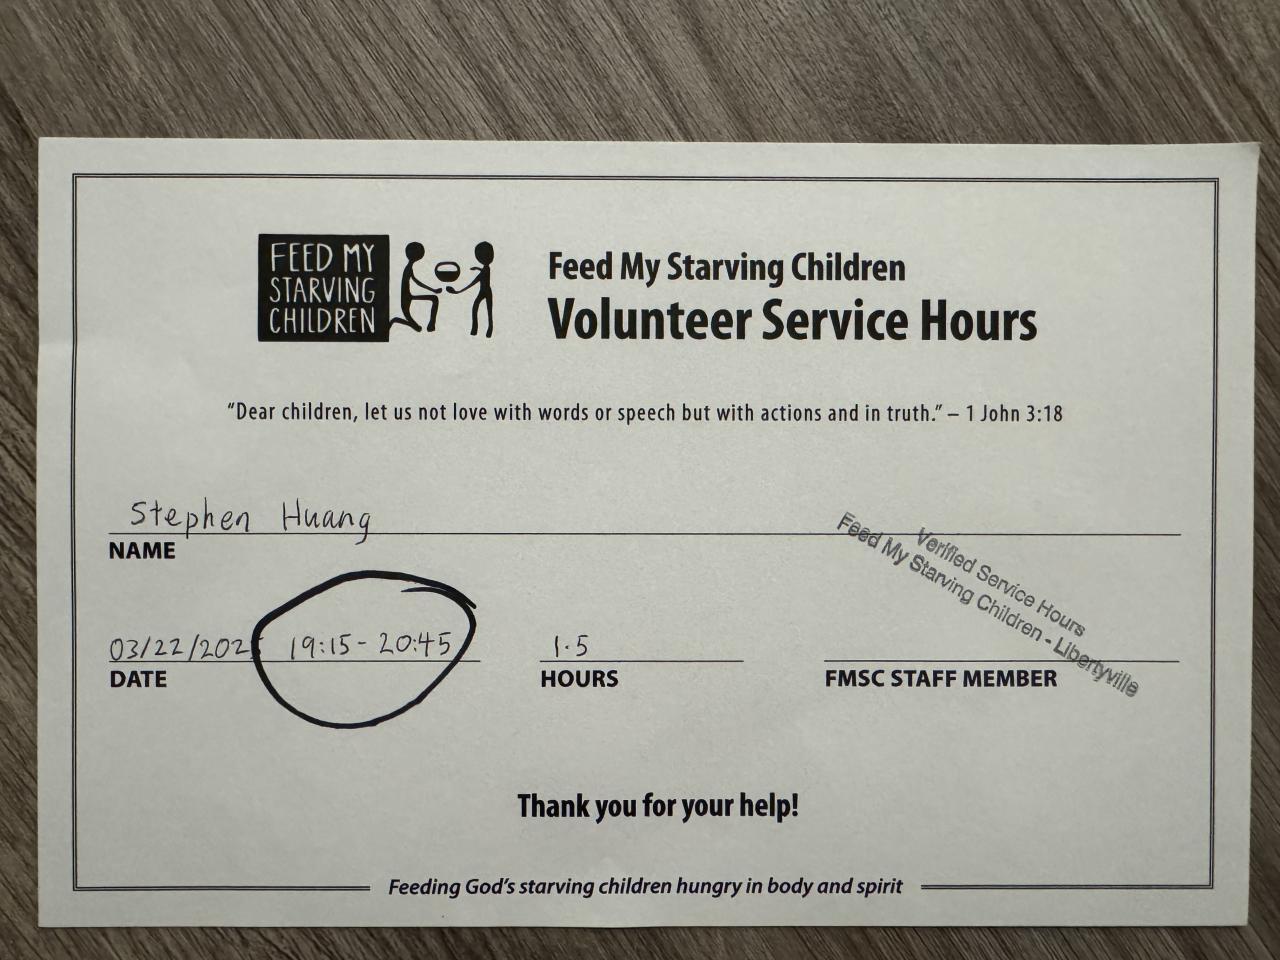 FEED MY
STARVING
CHILDREN
Feed My Starving Children
Volunteer Service Hours
“Dear children, let us not love with words or speech but with actions and in truth.” – 1 John 3:18
Stephen Huang
NAME
Verified Service Hours
Feed My Starving Children - Libertyville
03/22/2025 19:15 - 20:45
1.5
DATE
HOURS
FMSC STAFF MEMBER
Thank you for your help!
Feeding God's starving children hungry in body and spirit